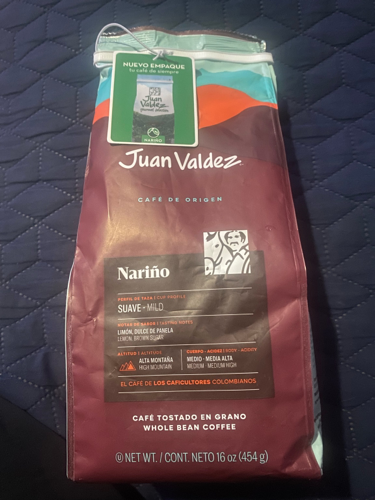 NUEVO EMPAQUE
tu café de siempre
Juan
Valdez
NARIÑO
Juan Valdez
CAFÉ DE ORIGEN
Nariño
PERFIL DE TAZA / CUP PROFILE
SUAVE - MILD
NOTAS DE SABOR / TASTING NOTES
LIMÓN, DULCE DE PANELA
LEMON, BROWN SUGAR
ALTITUD / ALTITUDE
ALTA MONTAÑA
HIGH MOUNTAIN
CUERPO - ACIDEZ / BODY - ACIDITY
MEDIO - MEDIA ALTA
MEDIUM - MEDIUM HIGH
EL CAFÉ DE LOS CAFICULTORES COLOMBIANOS
CAFÉ TOSTADO EN GRANO
WHOLE BEAN COFFEE
NET WT. / CONT. NETO 16 oz (454 g)